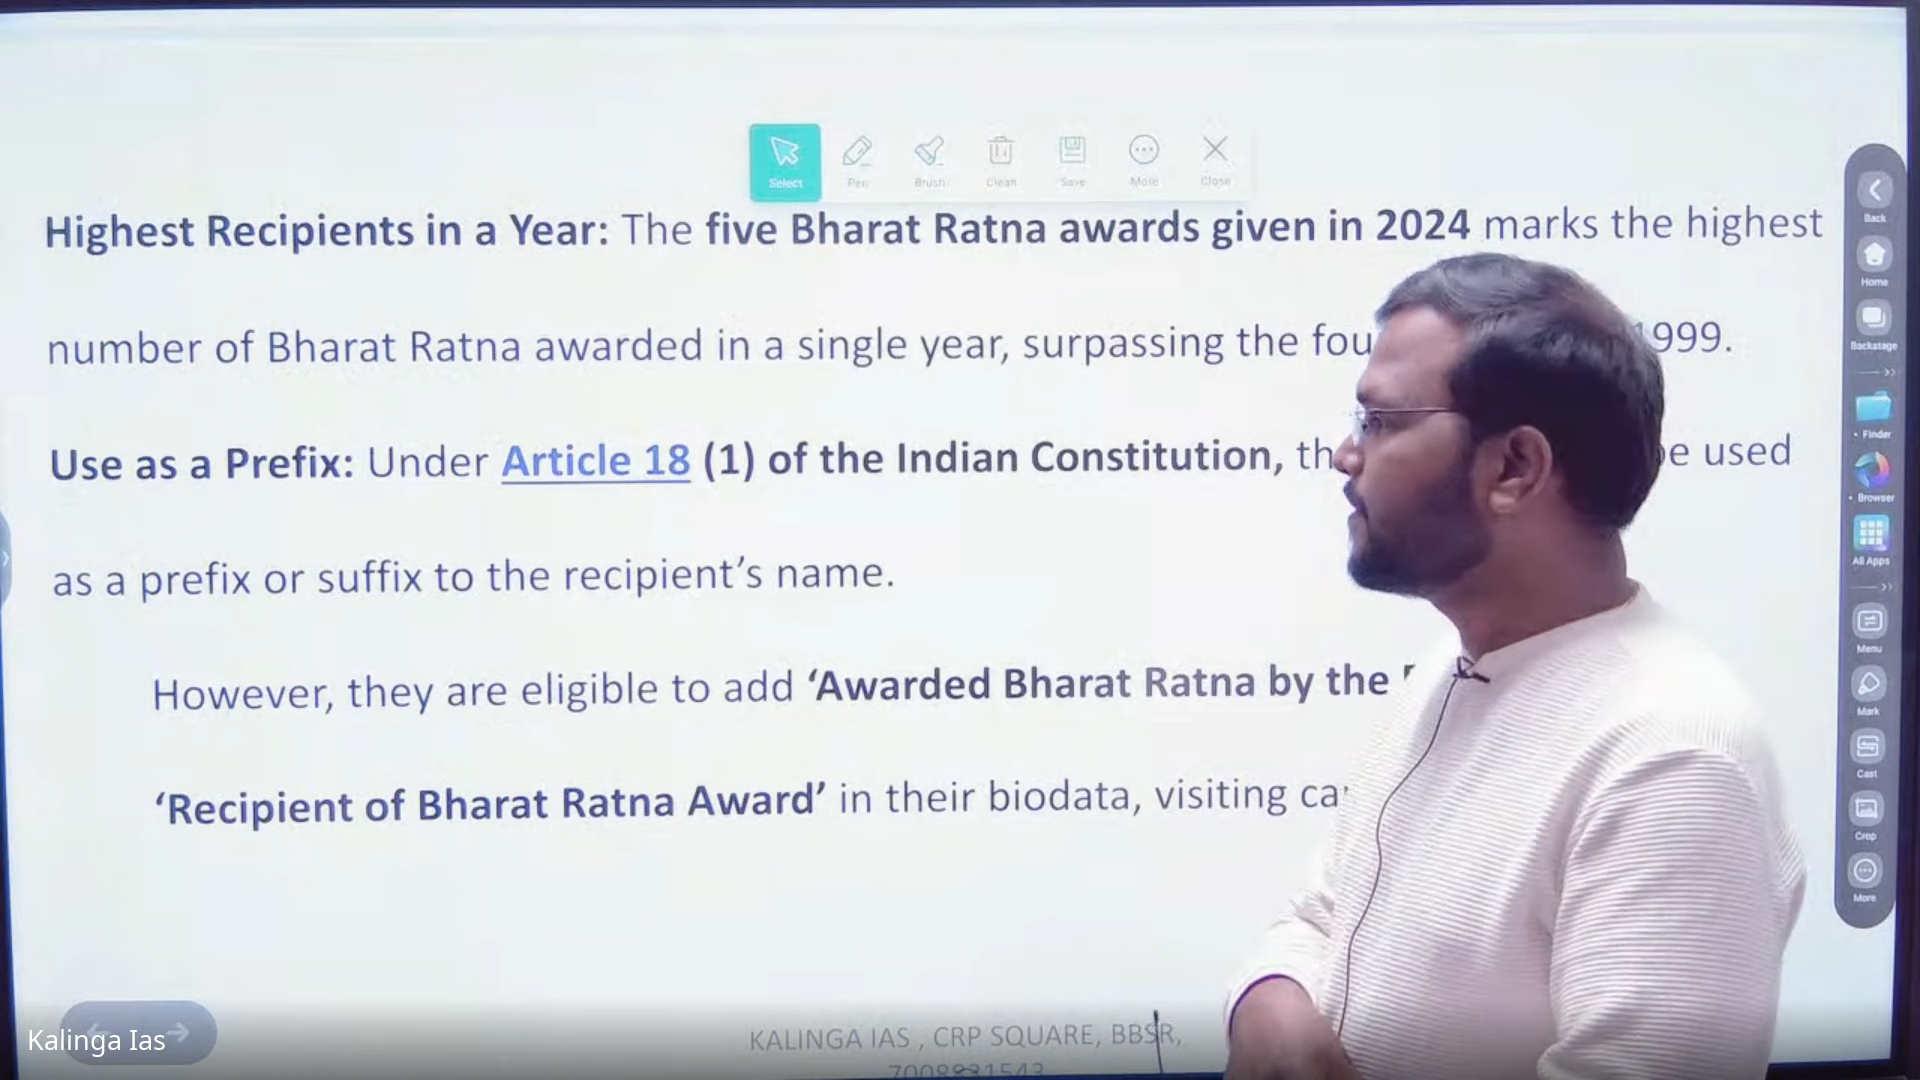 Select Pen Brush Clean Save More Close
Highest Recipients in a Year: The five Bharat Ratna awards given in 2024 marks the highest
number of Bharat Ratna awarded in a single year, surpassing the 1999.
Use as a Prefix: Under Article 18 (1) of the Indian Constitution, used
as a prefix or suffix to the recipient’s name.
However, they are eligible to add ‘Awarded Bharat Ratna by the
‘Recipient of Bharat Ratna Award’ in their biodata, visiting
Back
Home
Backstage
Finder
Browser
All Apps
Menu
Mark
Cast
Crop
More
Kalinga Ias
KALINGA IAS , CRP SQUARE, BBSR,